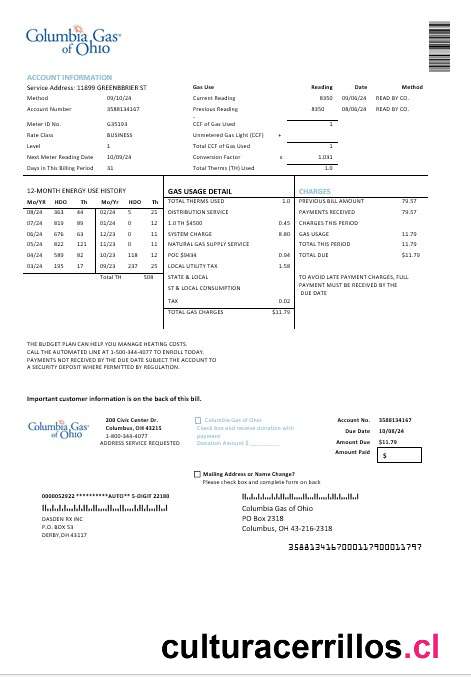 Columbia Gas®
of Ohio
ACCOUNT INFORMATION
Service Address: 11899 GREENBBRIER ST
Method 09/10/24
Account Number 3588134167
Meter ID No. G35193
Rate Class BUSINESS
Level 1
Next Meter Reading Date 10/09/24
Days in This Billing Period 31
Gas Use Reading Date Method
Current Reading 8350 09/06/24 READ BY CO.
Previous Reading 8350 08/06/24 READ BY CO.
-
CCF of Gas Used 1
Unmetered Gas Light (CCF) +
Total CCF of Gas Used 1
Conversion Factor x 1.031
Total Therms (TH) Used 1.0
12-MONTH ENERGY USE HISTORY
Mo/YR HDO Th Mo/Yr HDO Th
08/24 363 44 02/24 5 21
07/24 819 89 01/24 0 12
06/24 676 63 12/23 0 11
05/24 822 121 11/23 0 11
04/24 589 82 10/23 118 12
03/24 195 17 09/23 237 25
Total TH 508
GAS USAGE DETAIL
TOTAL THERMS USED 1.0
DISTRIBUTION SERVICE
1.0 TH $4500 0.45
SYSTEM CHARGE 8.80
NATURAL GAS SUPPLY SERVICE
POC $9434 0.94
LOCAL UTILITY TAX 1.58
STATE & LOCAL
ST & LOCAL CONSUMPTION
TAX 0.02
TOTAL GAS CHARGES $11.79
CHARGES
PREVIOUS BILL AMOUNT 79.57
PAYMENTS RECEIVED 79.57
CHARGES THIS PERIOD
GAS USAGE 11.79
TOTAL DUE $11.79
TO AVOID LATE PAYMENT CHARGES, FULL
PAYMENT MUST BE RECEIVED BY THE
DUE DATE
THE BUDGET PLAN CAN HELP YOU MANAGE HEATING COSTS.
CALL THE AUTOMATED LINE AT 1-500-344-4077 TO ENROLL TODAY.
PAYMENTS NOT RECEIVED BY THE DUE DATE SUBJECT THE ACCOUNT TO
A SECURITY DEPOSIT WHERE PERMITTED BY REGULATION.
Important customer information is on the back of this bill.
Columbia Gas®
of Ohio
200 Civic Center Dr.
Columbus, OH 43215
1-800-344-4077
ADDRESS SERVICE REQUESTED
Columbia Gas of Ohio
Check box and receive donation with
payment
Donation Amount $ __________
Account No. 3588134167
Due Date 10/08/24
Amount Due $11.79
Amount Paid $
Mailing Address or Name Change?
Please check box and complete form on back
0000052922 **********AUTO** 5-DIGIT 22180
DASDEN RX INC
P.O. BOX 53
DERBY, OH 43117
Columbia Gas of Ohio
PO Box 2318
Columbus, OH 43-216-2318
3588134167000117900011797
culturacerrillos.cl